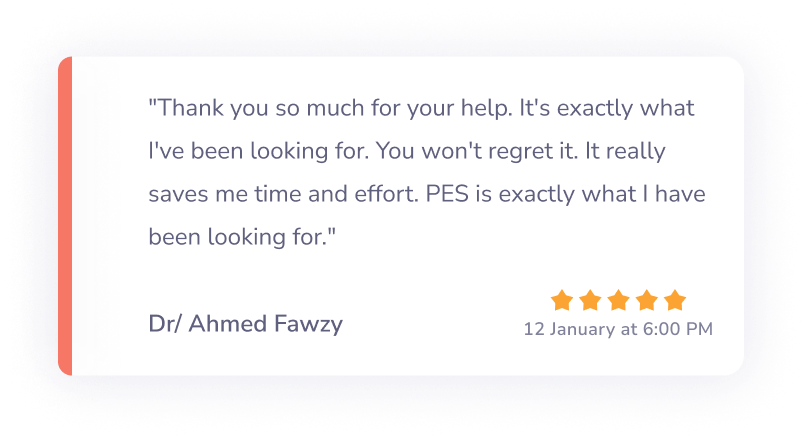 "Thank you so much for your help. It's exactly what
I've been looking for. You won't regret it. It really
saves me time and effort. PES is exactly what I have
been looking for."
Dr/ Ahmed Fawzy
12 January at 6:00 PM